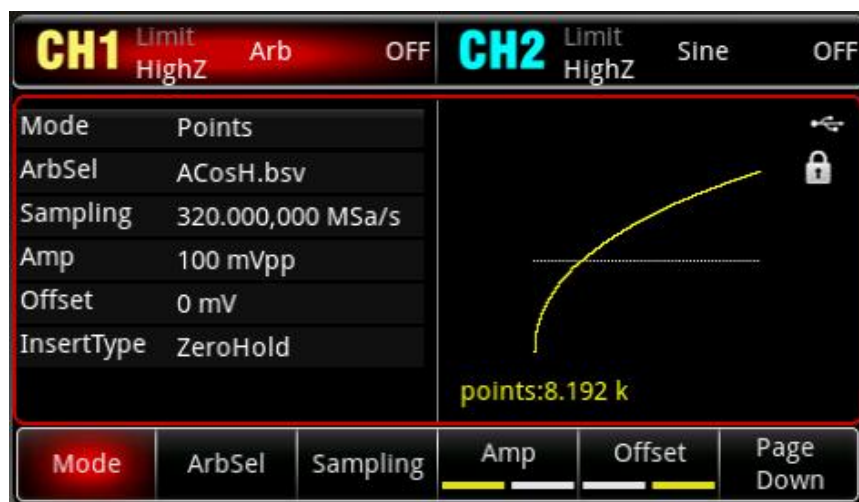 CH1 Limit HighZ Arb OFF
CH2 Limit HighZ Sine OFF
Mode Points
ArbSel ACosH.bsv
Sampling 320.000,000 MSa/s
Amp 100 mVpp
Offset 0 mV
InsertType ZeroHold
points:8.192 k
Mode ArbSel Sampling Amp Offset Page Down